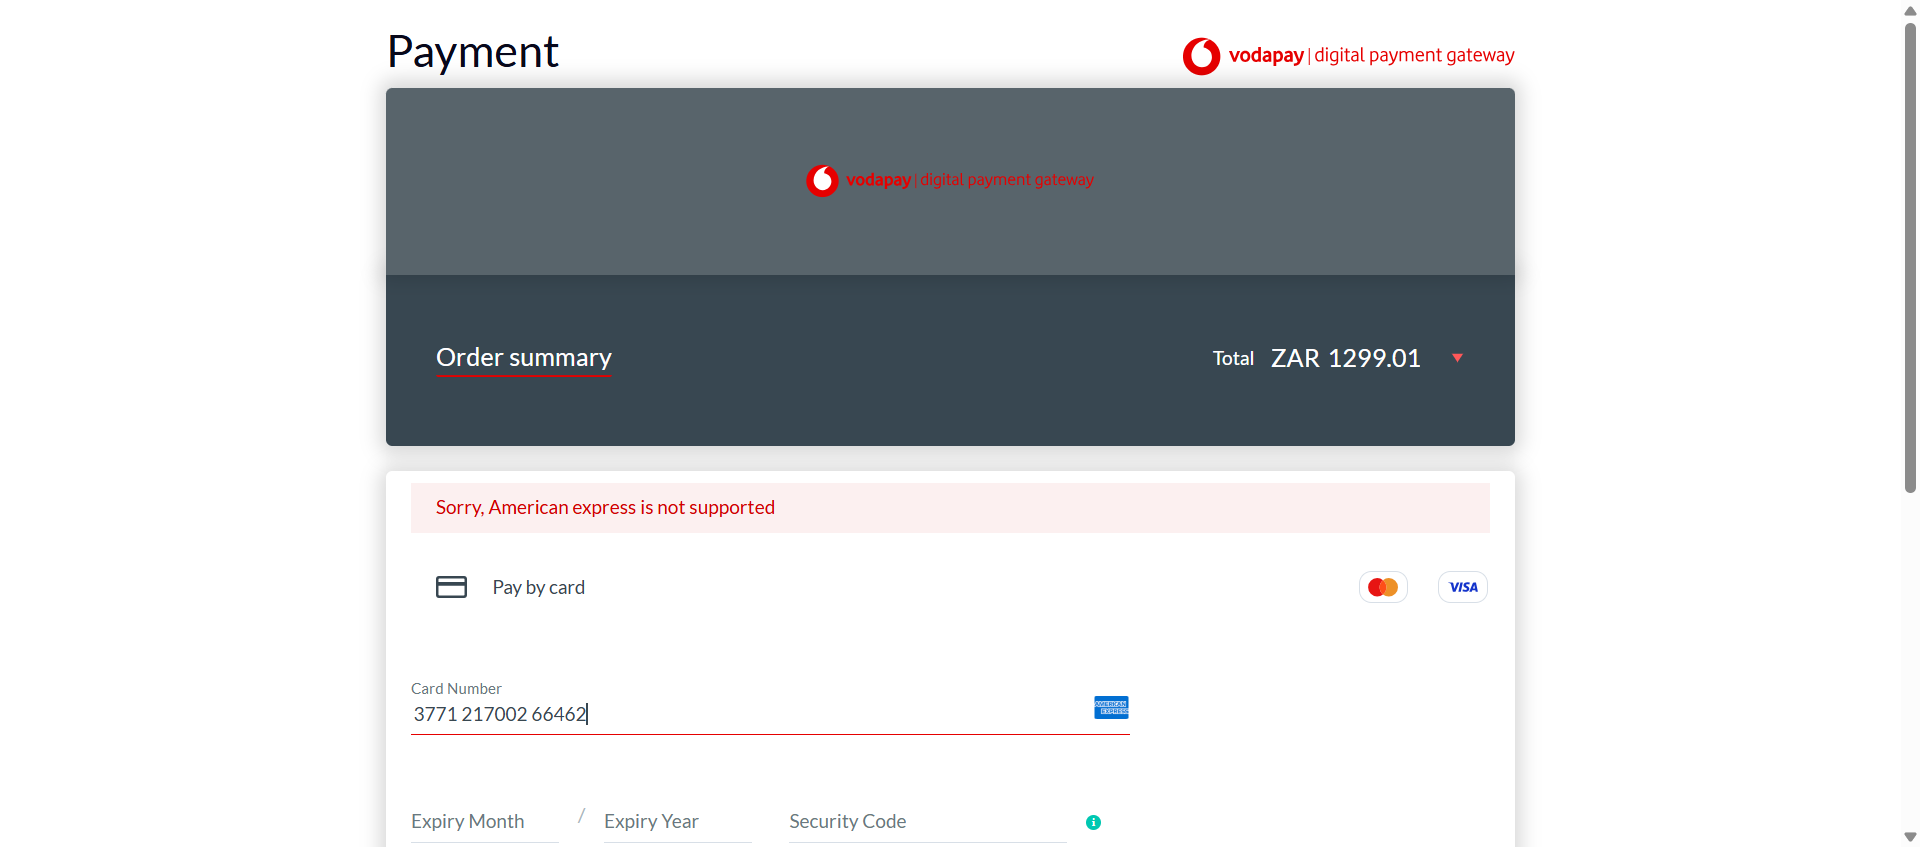 Payment
vodapay | digital payment gateway
vodapay | digital payment gateway
Order summary
Total ZAR 1299.01
Sorry, American express is not supported
Pay by card
VISA
Card Number
3771 217002 66462
AMERICAN
EXPRESS
Expiry Month / Expiry Year
Security Code